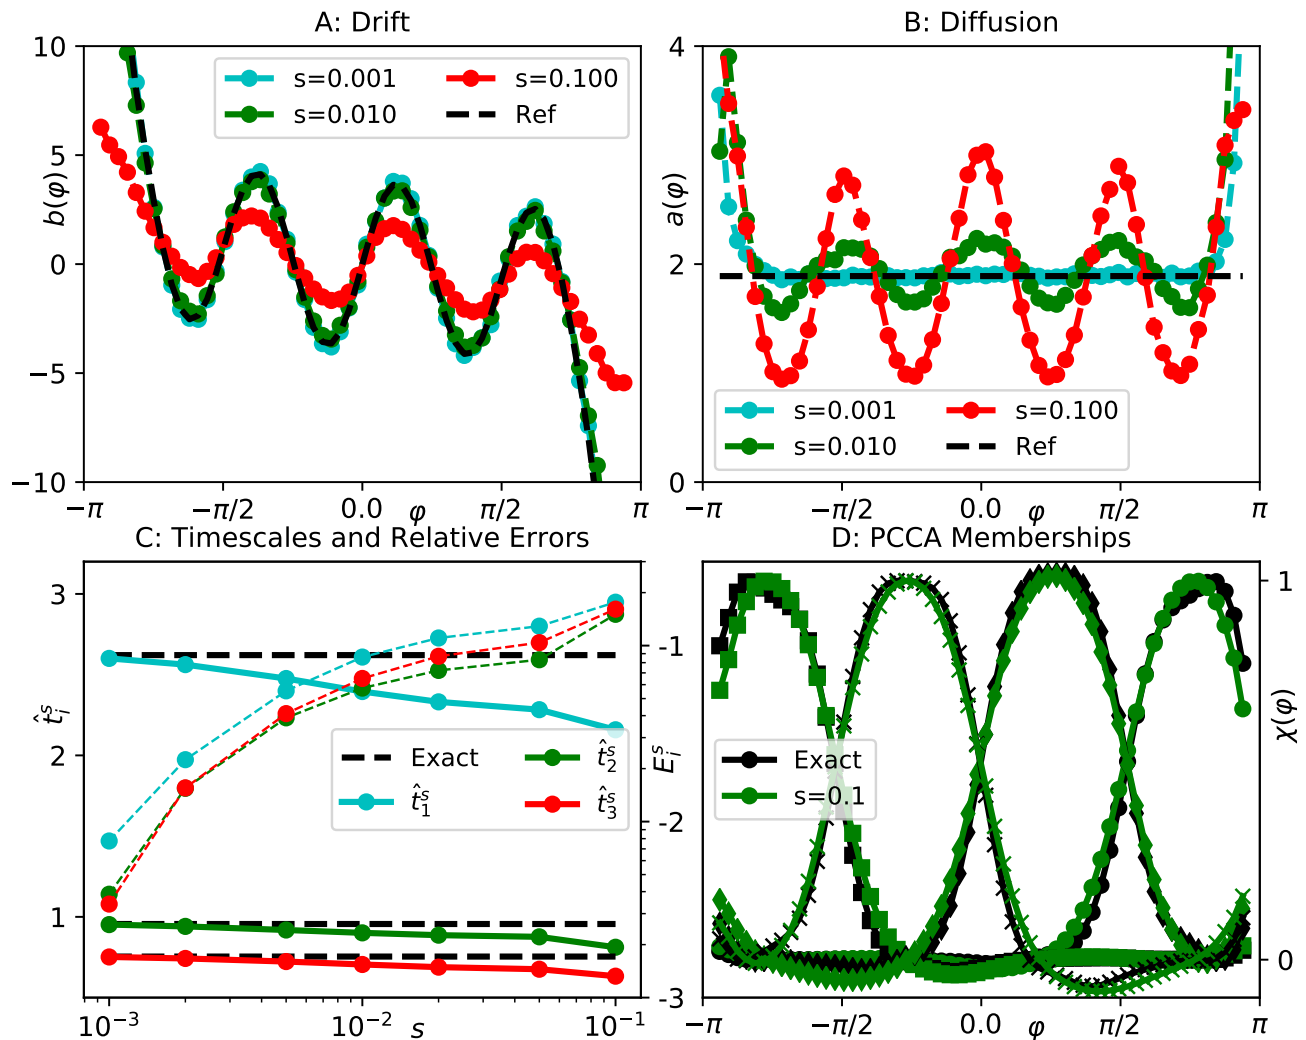 A: Drift
10
5
0
−5
−10
b(φ)
s=0.001
s=0.010
s=0.100
Ref
−π
−π/2
0.0
φ
π/2
π
B: Diffusion
4
2
0
a(φ)
s=0.001
s=0.010
s=0.100
Ref
−π
−π/2
0.0
φ
π/2
π
C: Timescales and Relative Errors
3
2
1
t̂ᵢˢ
Exact
t̂₁ˢ
t̂₂ˢ
t̂₃ˢ
-1
-2
-3
Eᵢˢ
10⁻³
10⁻²
s
10⁻¹
D: PCCA Memberships
Exact
s=0.1
1
0
χ(φ)
−π
−π/2
0.0
φ
π/2
π